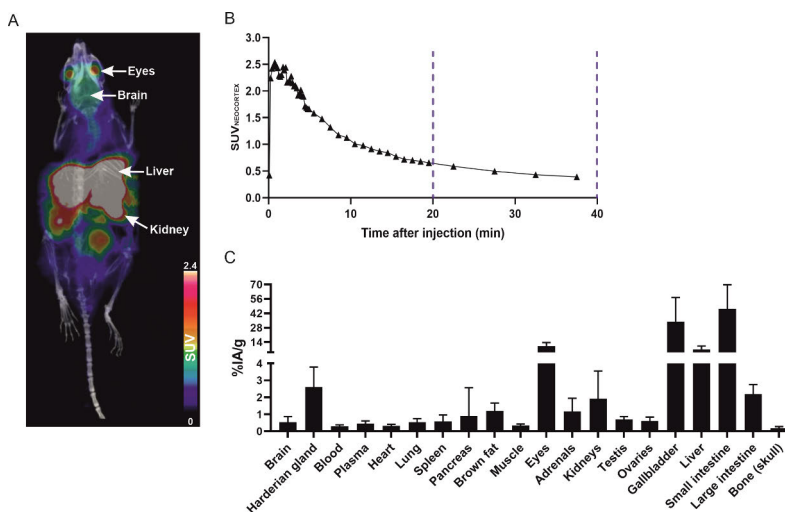 A
Eyes
Brain
Liver
Kidney
2.4
SUV
0
B
SUVNEOCORTEX
3.0
2.5
2.0
1.5
1.0
0.5
0.0
0
10
20
30
40
Time after injection (min)
C
%IA/g
70
56
42
28
14
4
3
2
1
0
Brain
Harderian gland
Blood
Plasma
Heart
Lung
Spleen
Pancreas
Brown fat
Muscle
Eyes
Adrenals
Kidneys
Testis
Ovaries
Gallbladder
Liver
Small intestine
Large intestine
Bone (skull)